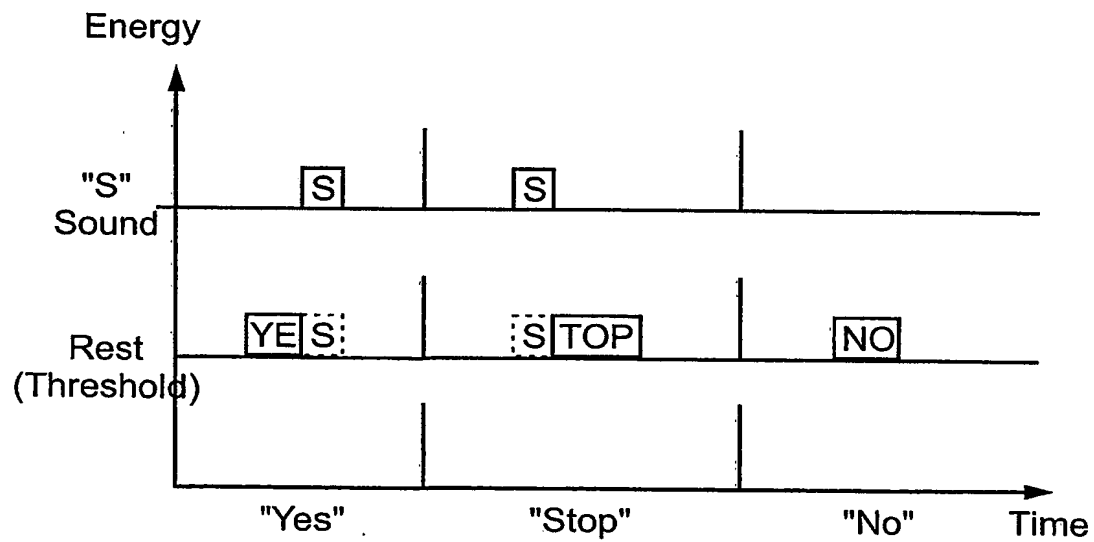 Energy
"S"
Sound
S
S
Rest
(Threshold)
YE S
S TOP
NO
"Yes"
"Stop"
"No"
Time